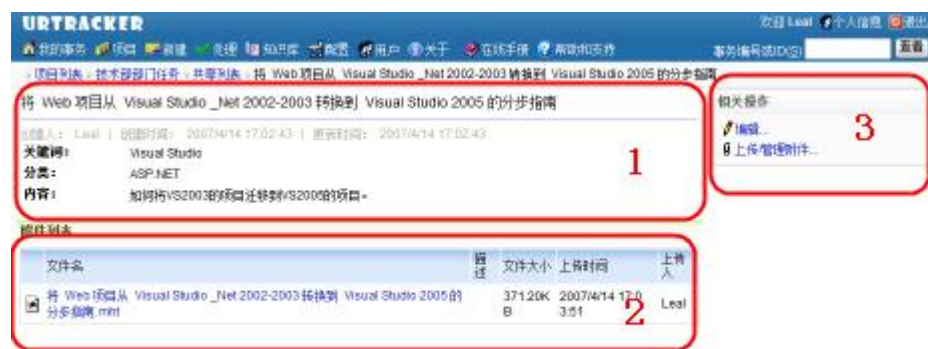 URTRACKER
欢迎 Leal 个人信息 退出
我的事务 项目 新建 处理 知识库 配置 用户 关于 在线手册 帮助和支持
事务编号或ID(S) 查看
项目列表 技术部部门任务 共享列表 将 Web 项目从 Visual Studio _Net 2002-2003 转换到 Visual Studio 2005 的分步指南
将 Web 项目从 Visual Studio _Net 2002-2003 转换到 Visual Studio 2005 的分步指南
创建人: Leal | 创建时间: 2007/4/14 17:02:43 | 更新时间: 2007/4/14 17:02:43
关键词: Visual Studio
分类: ASP.NET
内容: 如何将VS2003的项目迁移到VS2005的项目。
1
相关操作
编辑...
上传/管理附件...
3
附件列表
文件名 描述 文件大小 上传时间 上传人
将 Web 项目从 Visual Studio _Net 2002-2003 转换到 Visual Studio 2005 的
分步指南.mht
371.20K
B
2007/4/14 17:0
3:51
Leal
2